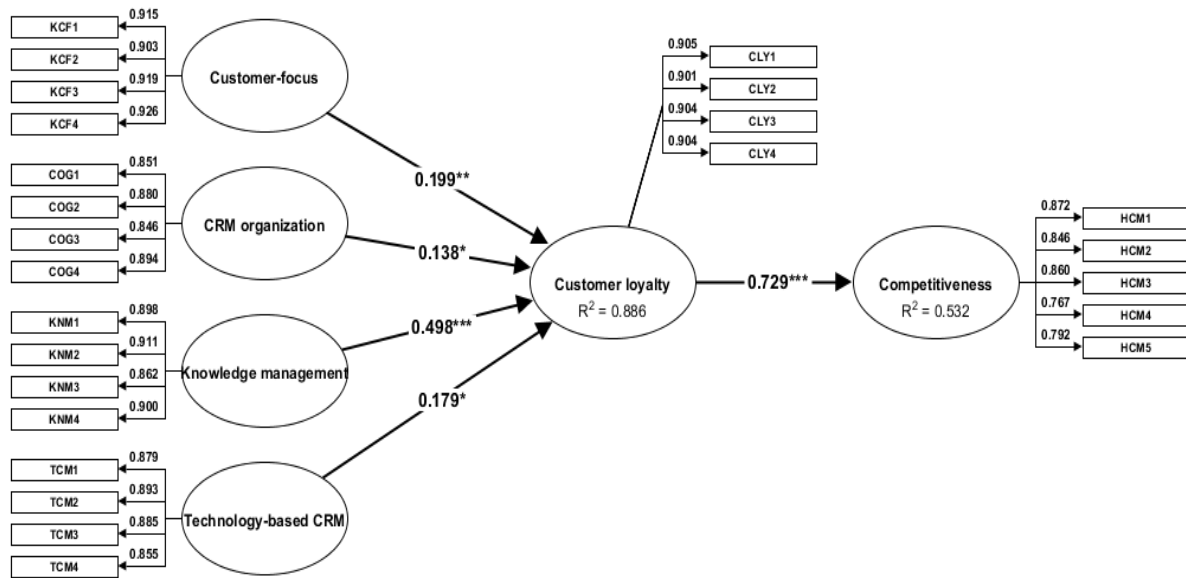 KCF1
0.915
KCF2
0.903
KCF3
0.919
KCF4
0.926
Customer-focus
COG1
0.851
COG2
0.880
COG3
0.846
COG4
0.894
CRM organization
KNM1
0.898
KNM2
0.911
KNM3
0.862
KNM4
0.900
Knowledge management
TCM1
0.879
TCM2
0.893
TCM3
0.885
TCM4
0.855
Technology-based CRM
0.199**
0.138*
0.498***
0.179*
0.905
CLY1
0.901
CLY2
0.904
CLY3
0.904
CLY4
Customer loyalty
R² = 0.886
0.729***
Competitiveness
R² = 0.532
0.872
HCM1
0.846
HCM2
0.860
HCM3
0.767
HCM4
0.792
HCM5